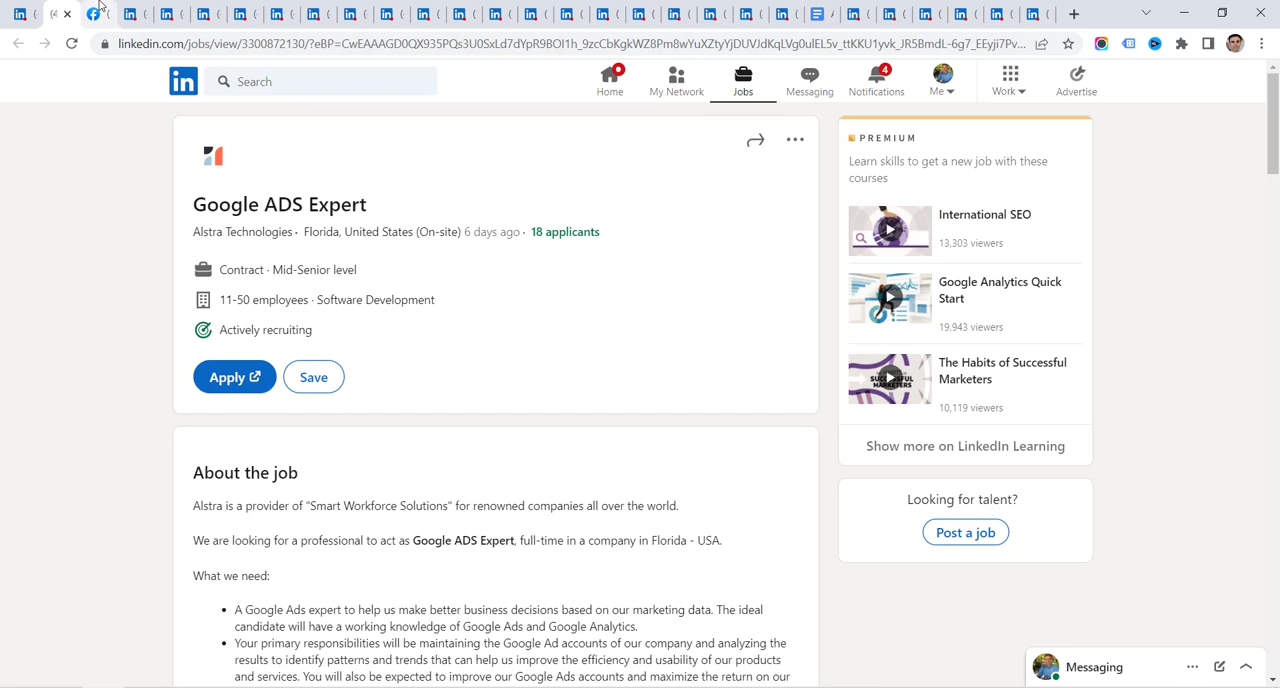 linkedin.com/jobs/view/3300872130/?eBP=CwEAAAGD0QX935PQs3U0SxLd7dYpR9BOI1h_9zcCbKgkWZ8Pm8wYuXZtyYjDUVJdKqLVg0ulEL5v_ttKKU1yvk_JR5BmdL-6g7_EEyji7Pv...
in
Search
Home
My Network
Jobs
Messaging
4
Notifications
Me
Work
Advertise
Google ADS Expert
Alstra Technologies · Florida, United States (On-site) 6 days ago · 18 applicants
Contract · Mid-Senior level
11-50 employees · Software Development
Actively recruiting
Apply
Save
About the job
Alstra is a provider of "Smart Workforce Solutions" for renowned companies all over the world.
We are looking for a professional to act as Google ADS Expert, full-time in a company in Florida - USA.
What we need:
• A Google Ads expert to help us make better business decisions based on our marketing data. The ideal
candidate will have a working knowledge of Google Ads and Google Analytics.
• Your primary responsibilities will be maintaining the Google Ad accounts of our company and analyzing the
results to identify patterns and trends that can help us improve the efficiency and usability of our products
and services. You will also be expected to improve our Google Ads accounts and maximize the return on our
PREMIUM
Learn skills to get a new job with these
courses
International SEO
13,303 viewers
Google Analytics Quick
Start
19,943 viewers
The Habits of Successful
Marketers
10,119 viewers
Show more on LinkedIn Learning
Looking for talent?
Post a job
Messaging